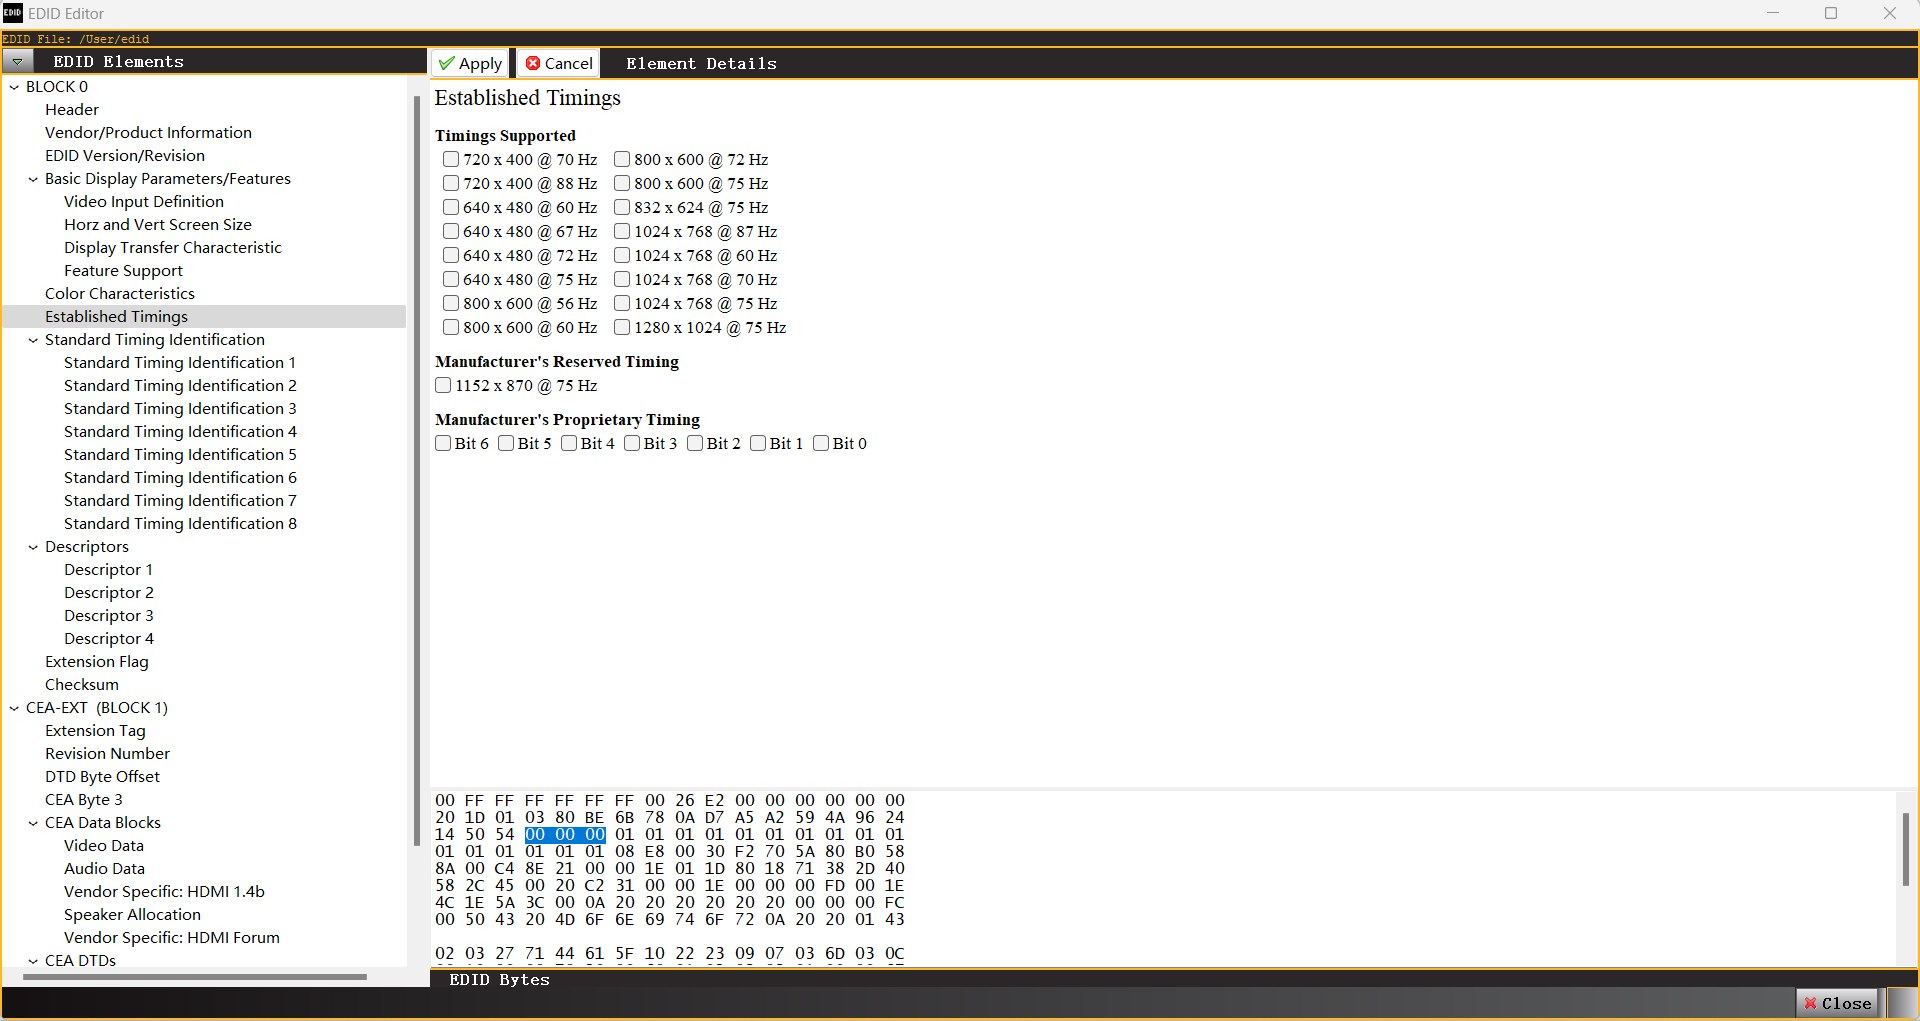 EDID EDID Editor
EDID File: /User/edid
EDID Elements
BLOCK 0
Header
Vendor/Product Information
EDID Version/Revision
Basic Display Parameters/Features
Video Input Definition
Horz and Vert Screen Size
Display Transfer Characteristic
Feature Support
Color Characteristics
Established Timings
Standard Timing Identification
Standard Timing Identification 1
Standard Timing Identification 2
Standard Timing Identification 3
Standard Timing Identification 4
Standard Timing Identification 5
Standard Timing Identification 6
Standard Timing Identification 7
Standard Timing Identification 8
Descriptors
Descriptor 1
Descriptor 2
Descriptor 3
Descriptor 4
Extension Flag
Checksum
CEA-EXT (BLOCK 1)
Extension Tag
Revision Number
DTD Byte Offset
CEA Byte 3
CEA Data Blocks
Video Data
Audio Data
Vendor Specific: HDMI 1.4b
Speaker Allocation
Vendor Specific: HDMI Forum
CEA DTDs
Apply Cancel Element Details
Established Timings
Timings Supported
720 x 400 @ 70 Hz 800 x 600 @ 72 Hz
720 x 400 @ 88 Hz 800 x 600 @ 75 Hz
640 x 480 @ 60 Hz 832 x 624 @ 75 Hz
640 x 480 @ 67 Hz 1024 x 768 @ 87 Hz
640 x 480 @ 72 Hz 1024 x 768 @ 60 Hz
640 x 480 @ 75 Hz 1024 x 768 @ 70 Hz
800 x 600 @ 56 Hz 1024 x 768 @ 75 Hz
800 x 600 @ 60 Hz 1280 x 1024 @ 75 Hz
Manufacturer's Reserved Timing
1152 x 870 @ 75 Hz
Manufacturer's Proprietary Timing
Bit 6 Bit 5 Bit 4 Bit 3 Bit 2 Bit 1 Bit 0
00 FF FF FF FF FF FF 00 26 E2 00 00 00 00 00 00
20 1D 01 03 80 BE 6B 78 0A D7 A5 A2 59 4A 96 24
14 50 54 00 00 00 01 01 01 01 01 01 01 01 01 01
01 01 01 01 01 01 08 E8 00 30 F2 70 5A 80 B0 58
8A 00 C4 8E 21 00 00 1E 01 1D 80 18 71 38 2D 40
58 2C 45 00 20 C2 31 00 00 1E 00 00 00 FD 00 1E
4C 1E 5A 3C 00 0A 20 20 20 20 20 20 00 00 00 FC
00 50 43 20 4D 6F 6E 69 74 6F 72 0A 20 20 01 43
02 03 27 71 44 61 5F 10 22 23 09 07 03 6D 03 0C
EDID Bytes
Close